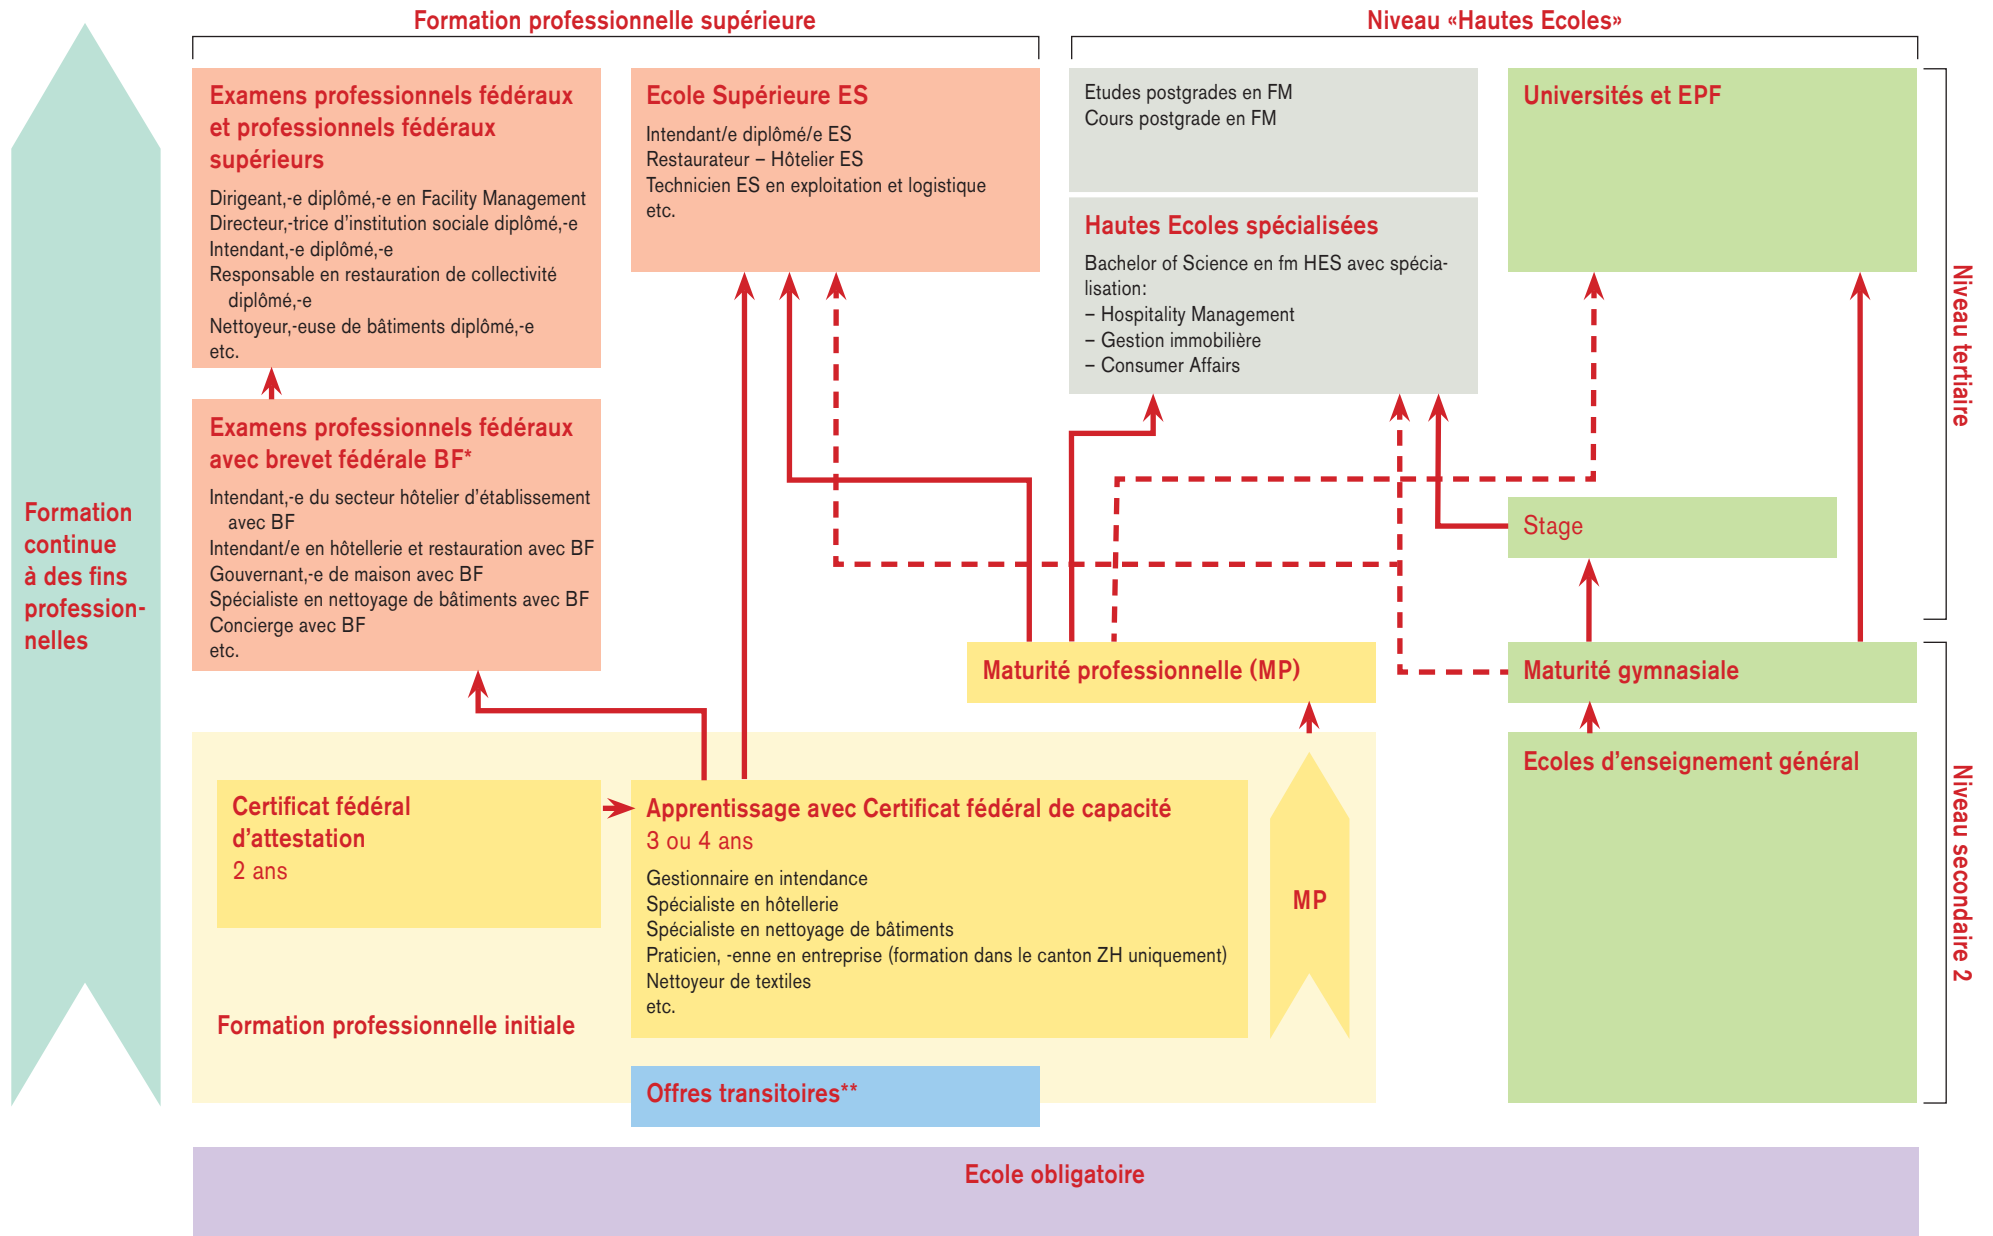 Formation professionnelle supérieure
Niveau «Hautes Ecoles»
Formation
continue
à des fins
profession-
nelles
Examens professionnels fédéraux
et professionnels fédéraux
supérieurs
Dirigeant,-e diplômé,-e en Facility Management
Directeur,-trice d'institution sociale diplômé,-e
Intendant,-e diplômé,-e
Responsable en restauration de collectivité
diplômé,-e
Nettoyeur,-euse de bâtiments diplômé,-e
etc.
Examens professionnels fédéraux
avec brevet fédérale BF*
Intendant,-e du secteur hôtelier d'établissement
avec BF
Intendant/e en hôtellerie et restauration avec BF
Gouvernant,-e de maison avec BF
Spécialiste en nettoyage de bâtiments avec BF
Concierge avec BF
etc.
Ecole Supérieure ES
Intendant/e diplômé/e ES
Restaurateur – Hôtelier ES
Technicien ES en exploitation et logistique
etc.
Etudes postgrades en FM
Cours postgrade en FM
Hautes Ecoles spécialisées
Bachelor of Science en fm HES avec spécia-
lisation:
– Hospitality Management
– Gestion immobilière
– Consumer Affairs
Universités et EPF
Niveau tertiaire
Stage
Maturité professionnelle (MP)
Maturité gymnasiale
Certificat fédéral
d'attestation
2 ans
Apprentissage avec Certificat fédéral de capacité
3 ou 4 ans
Gestionnaire en intendance
Spécialiste en hôtellerie
Spécialiste en nettoyage de bâtiments
Praticien, -enne en entreprise (formation dans le canton ZH uniquement)
Nettoyeur de textiles
etc.
MP
Ecoles d'enseignement général
Niveau secondaire 2
Formation professionnelle initiale
Offres transitoires**
Ecole obligatoire